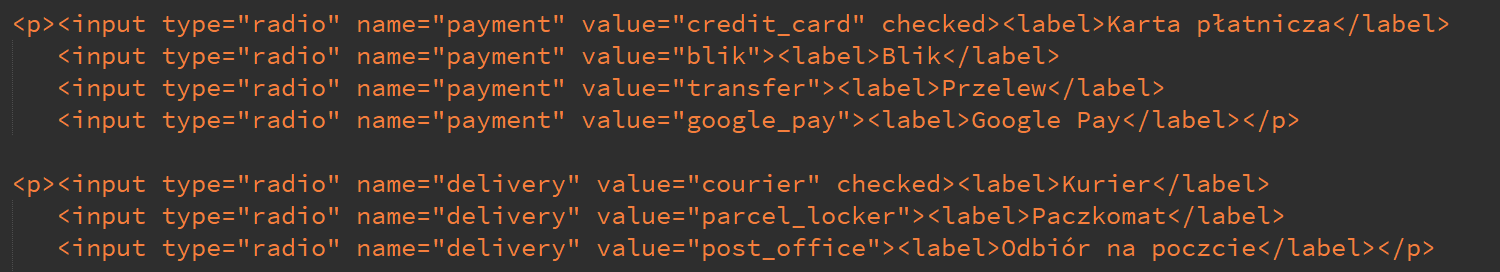 <p><input type="radio" name="payment" value="credit_card" checked><label>Karta płatnicza</label>
<input type="radio" name="payment" value="blik"><label>Blik</label>
<input type="radio" name="payment" value="transfer"><label>Przelew</label>
<input type="radio" name="payment" value="google_pay"><label>Google Pay</label></p>
<p><input type="radio" name="delivery" value="courier" checked><label>Kurier</label>
<input type="radio" name="delivery" value="parcel_locker"><label>Paczkomat</label>
<input type="radio" name="delivery" value="post_office"><label>Odbiór na poczcie</label></p>